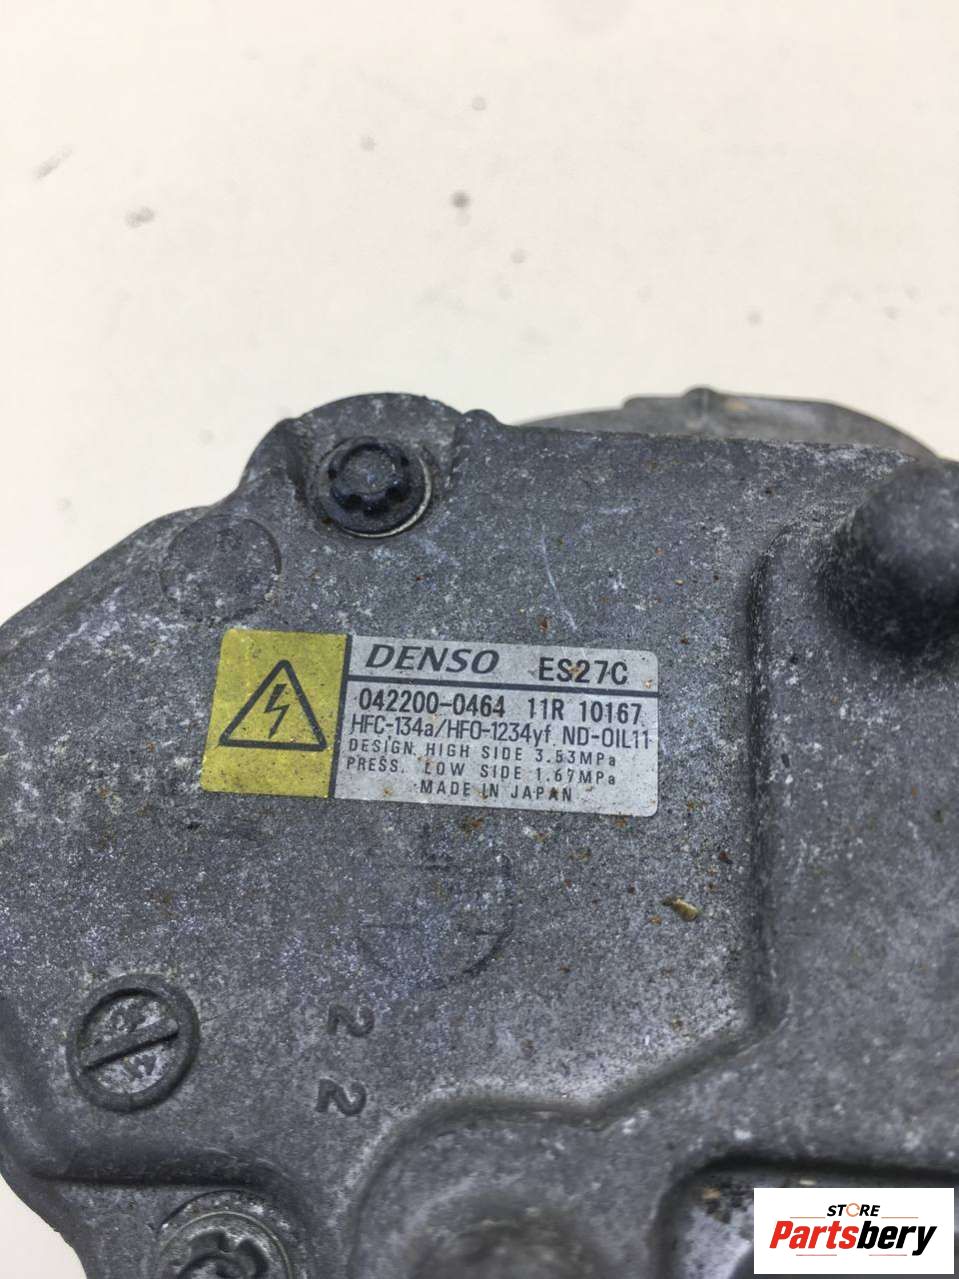 DENSO ES27C
042200-0464 11R 10167
HFC-134a/HFO-1234yf ND-OIL11
DESIGN HIGH SIDE 3.53MPa
PRESS. LOW SIDE 1.67MPa
MADE IN JAPAN
2
2
STORE
Partsbery